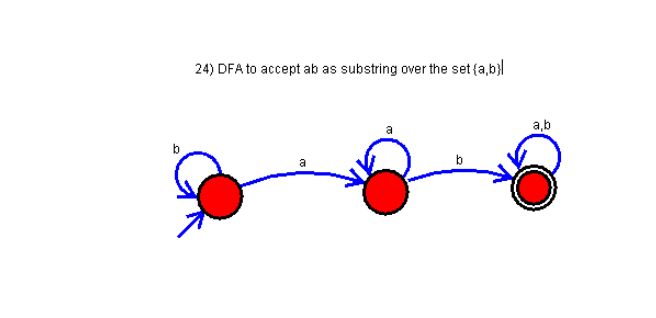 24) DFA to accept ab as substring over the set {a,b}
a
a,b
b
a
b